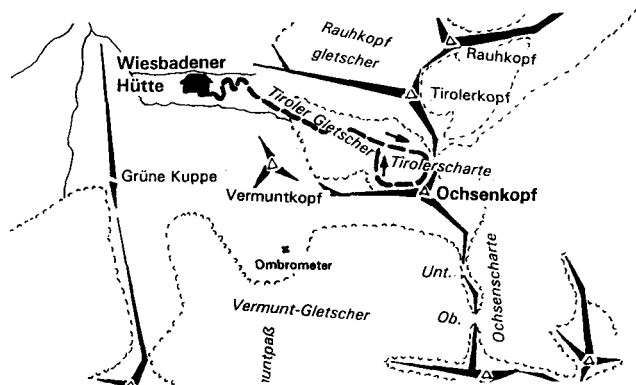 Rauhkopf
gletscher
Rauhkopf
Wiesbadener
Hütte
Tirolerkopf
Tiroler Gletscher
Tirolerscharte
Grüne Kuppe
Vermuntkopf
Ochsenkopf
Ombrometer
Unt.
Ochsenscharte
Vermunt-Gletscher
Ob.
untpaß